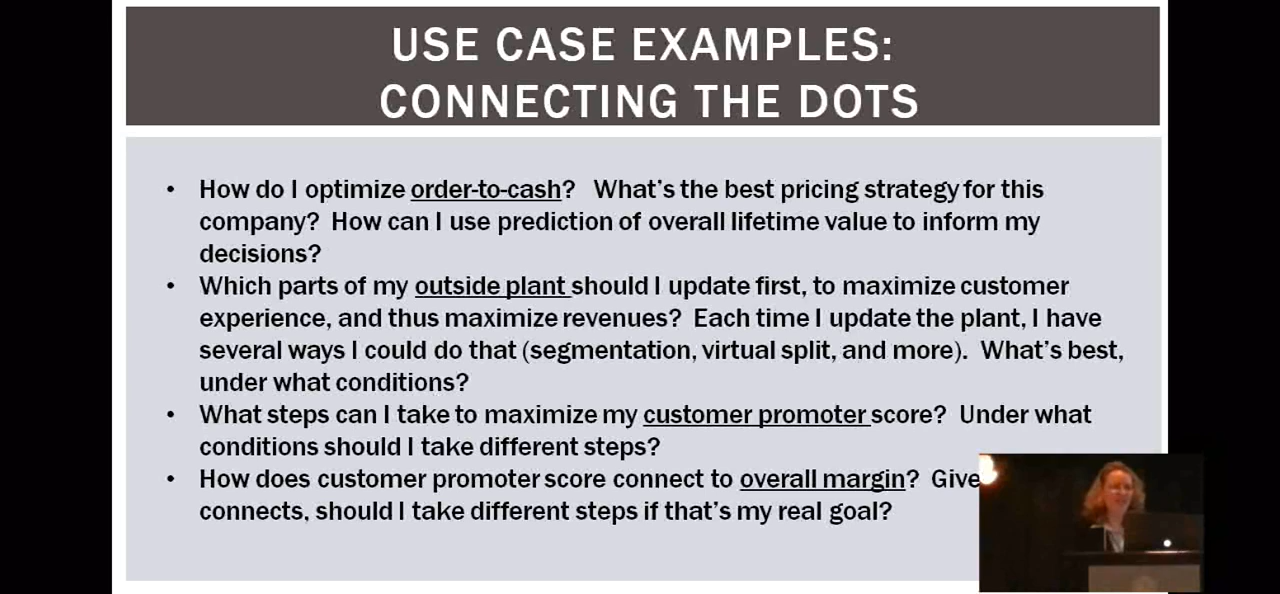 USE CASE EXAMPLES:
CONNECTING THE DOTS
• How do I optimize order-to-cash? What's the best pricing strategy for this
company? How can I use prediction of overall lifetime value to inform my
decisions?
• Which parts of my outside plant should I update first, to maximize customer
experience, and thus maximize revenues? Each time I update the plant, I have
several ways I could do that (segmentation, virtual split, and more). What's best,
under what conditions?
• What steps can I take to maximize my customer promoter score? Under what
conditions should I take different steps?
• How does customer promoter score connect to overall margin? Give
connects, should I take different steps if that's my real goal?